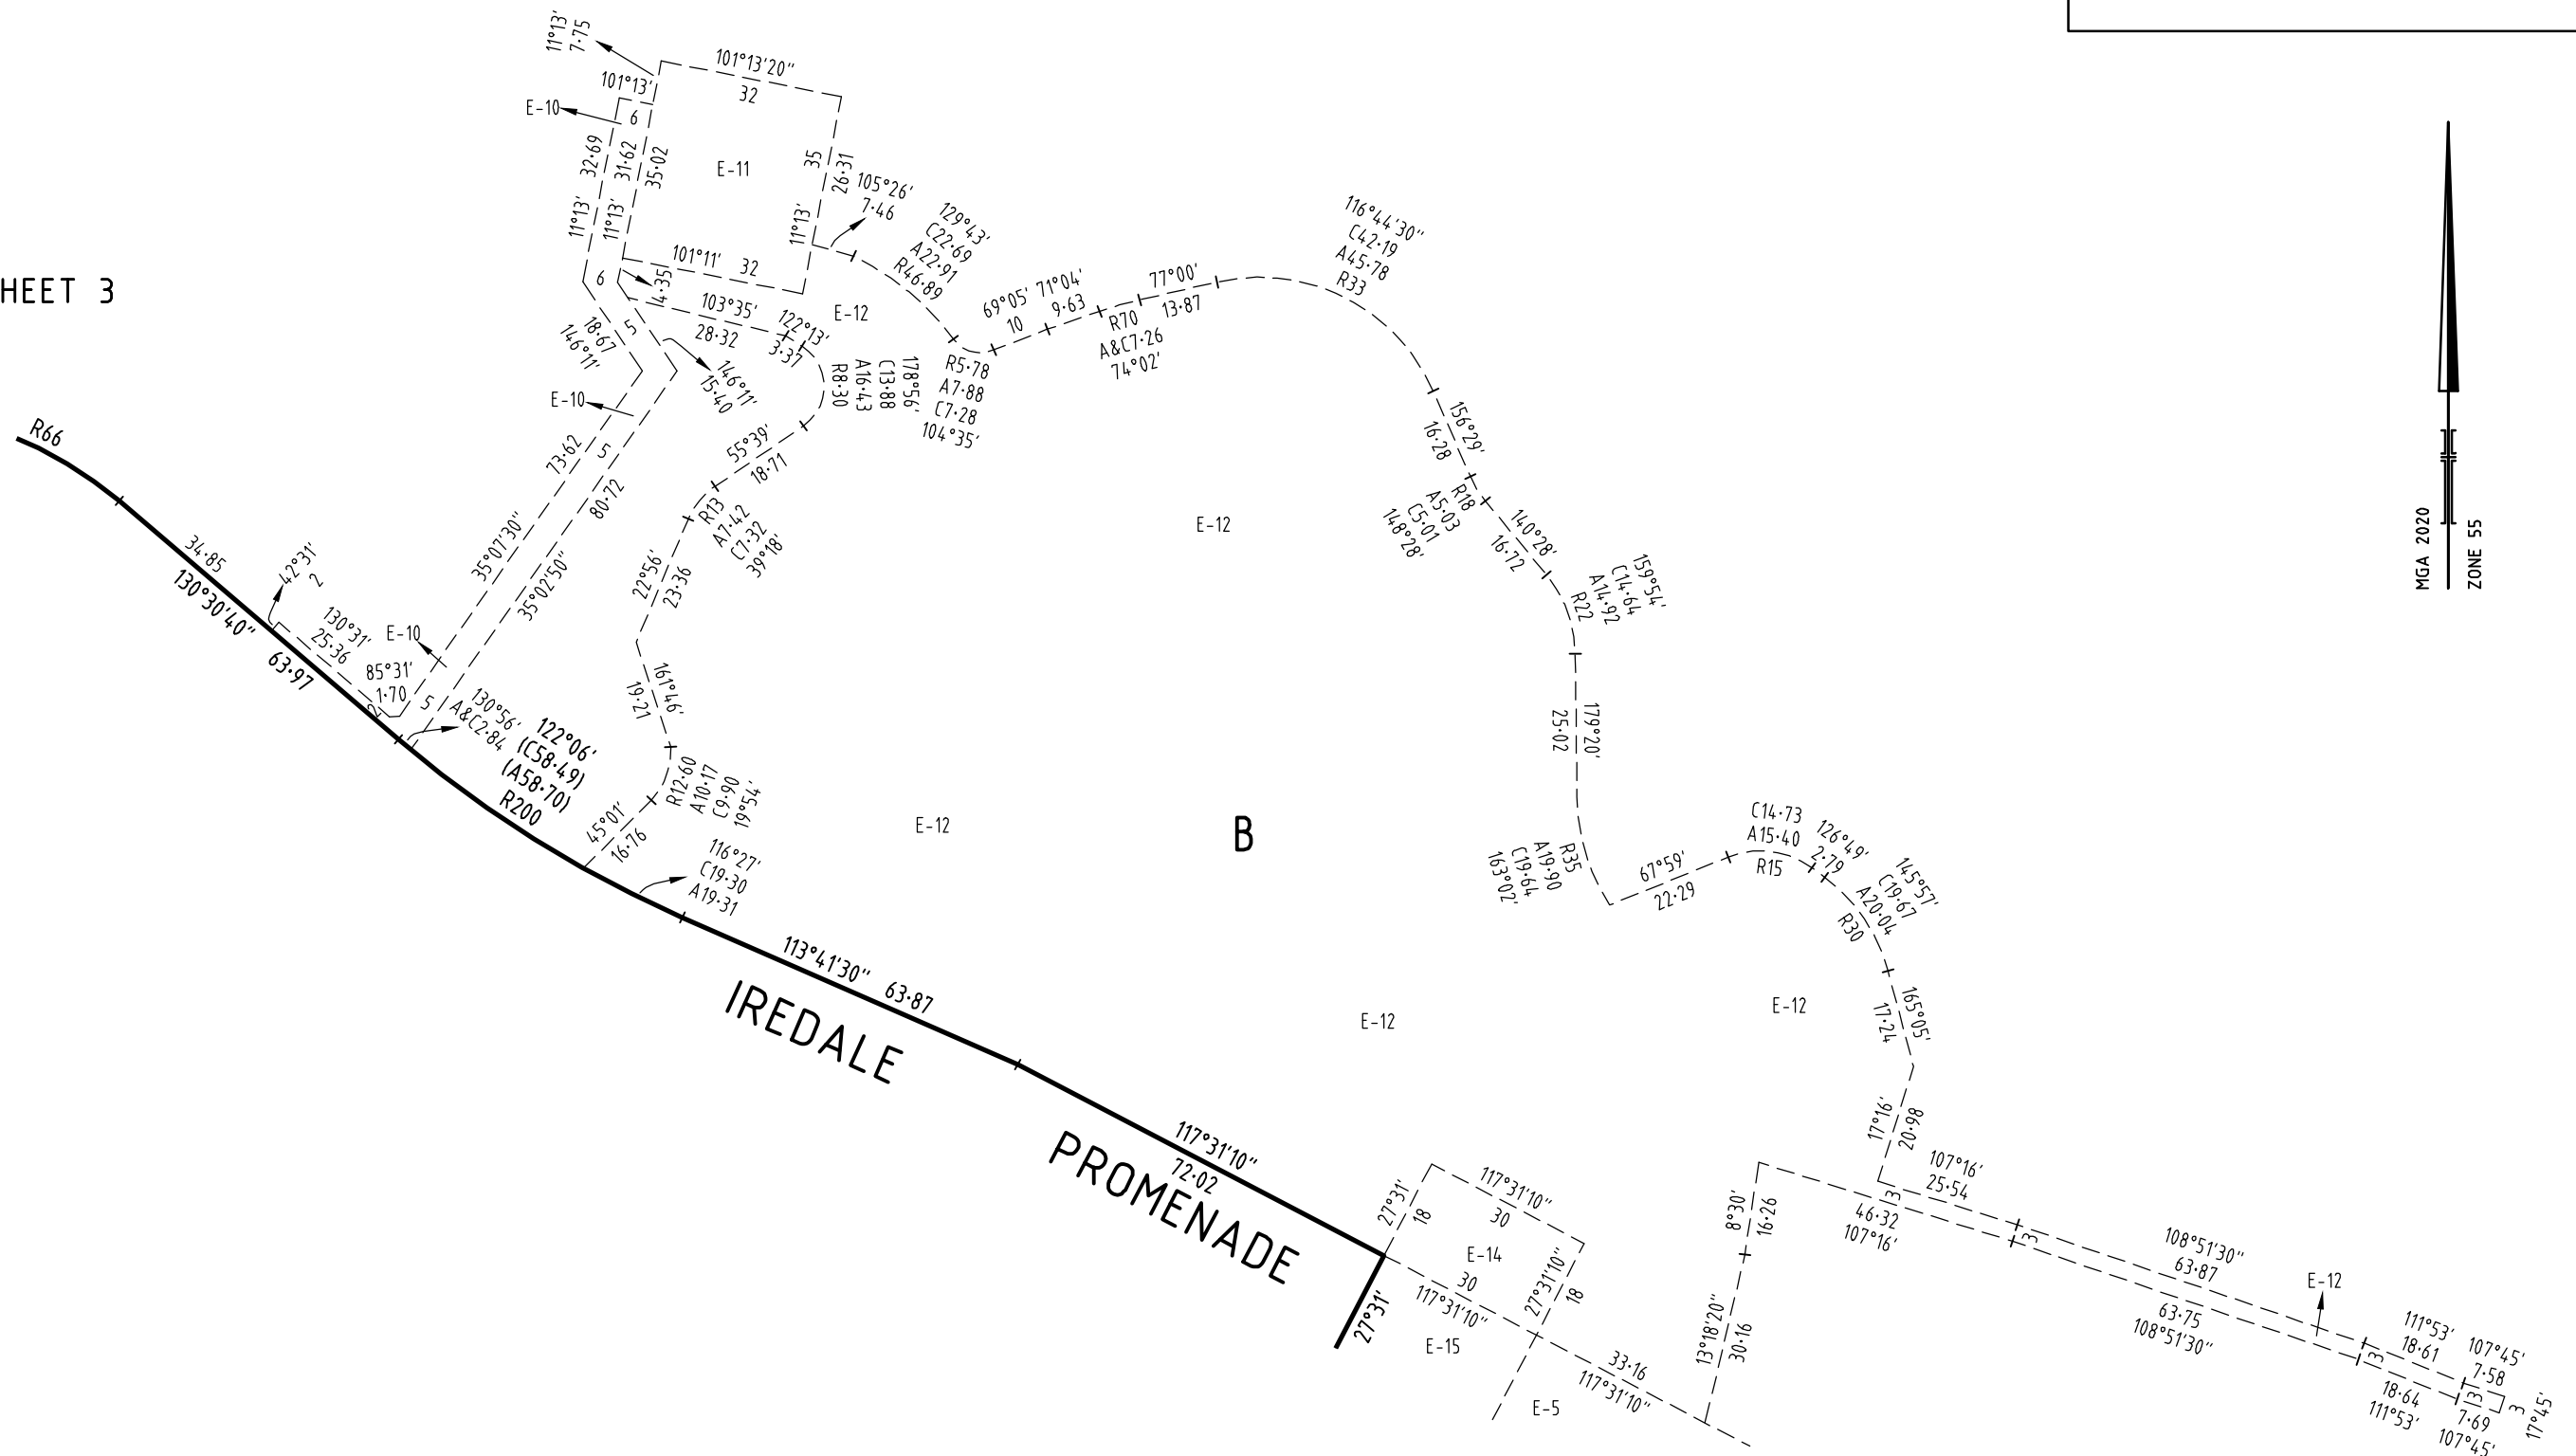 11°13'
7·75
101°13'20"
32
101°13'
E-10
6
32·69
31·62
35·02
11°13'
11°13'
E-11
35
26·31
11°13'
105°26'
7·46
129°43'
C22·69
A22·91
R46·89
116°44'30"
C42·19
A45·78
R33
HEET 3
101°11'
32
6
4·35
103°35'
28·32
122°13'
3·37
E-12
69°05'
10
71°04'
9·63
77°00'
13·87
R70
A&C7·26
74°02'
18·67
146°11'
5
146°11'
15·40
178°56'
C13·88
A16·43
R8·30
R5·78
A7·88
C7·28
104°35'
E-10
R66
73·62
5
80·72
35°07'30"
35°02'50"
55°39'
18·71
R13
A7·42
C7·32
39°18'
22°56'
23·36
E-12
156°29'
16·28
R18
A5·03
C5·01
148°28'
140°28'
16·72
159°54'
C14·64
A14·92
R22
MGA 2020
ZONE 55
34·85
130°30'40"
63·97
42°31'
2
130°31'
25·36
E-10
85°31'
1·70
2
5
130°56'
A&C2·84
122°06'
(C58·49)
(A58·70)
R200
161°46'
19·21
R12·60
A10·17
C9·90
19°54'
45°01'
16·76
116°27'
C19·30
A19·31
E-12
B
179°20'
25·02
R35
A19·90
C19·64
163°02'
67°59'
22·29
C14·73
A15·40
R15
126°49'
2·79
145°57'
C19·67
A20·04
R30
113°41'30"
63·87
IREDALE
E-12
E-12
165°05'
17·24
17°16'
20·98
117°31'10"
72·02
PROMENADE
27°31'
27°31'
18
117°31'10"
30
E-14
30
117°31'10"
27°31'10"
18
E-15
E-5
33·16
117°31'10"
8°30'
16·26
13°18'20"
30·16
107°16'
25·54
3
46·32
107°16'
3
108°51'30"
63·87
63·75
108°51'30"
E-12
111°53'
18·61
3
18·64
111°53'
107°45'
7·58
3
7·69
107°45'
3
17°45'